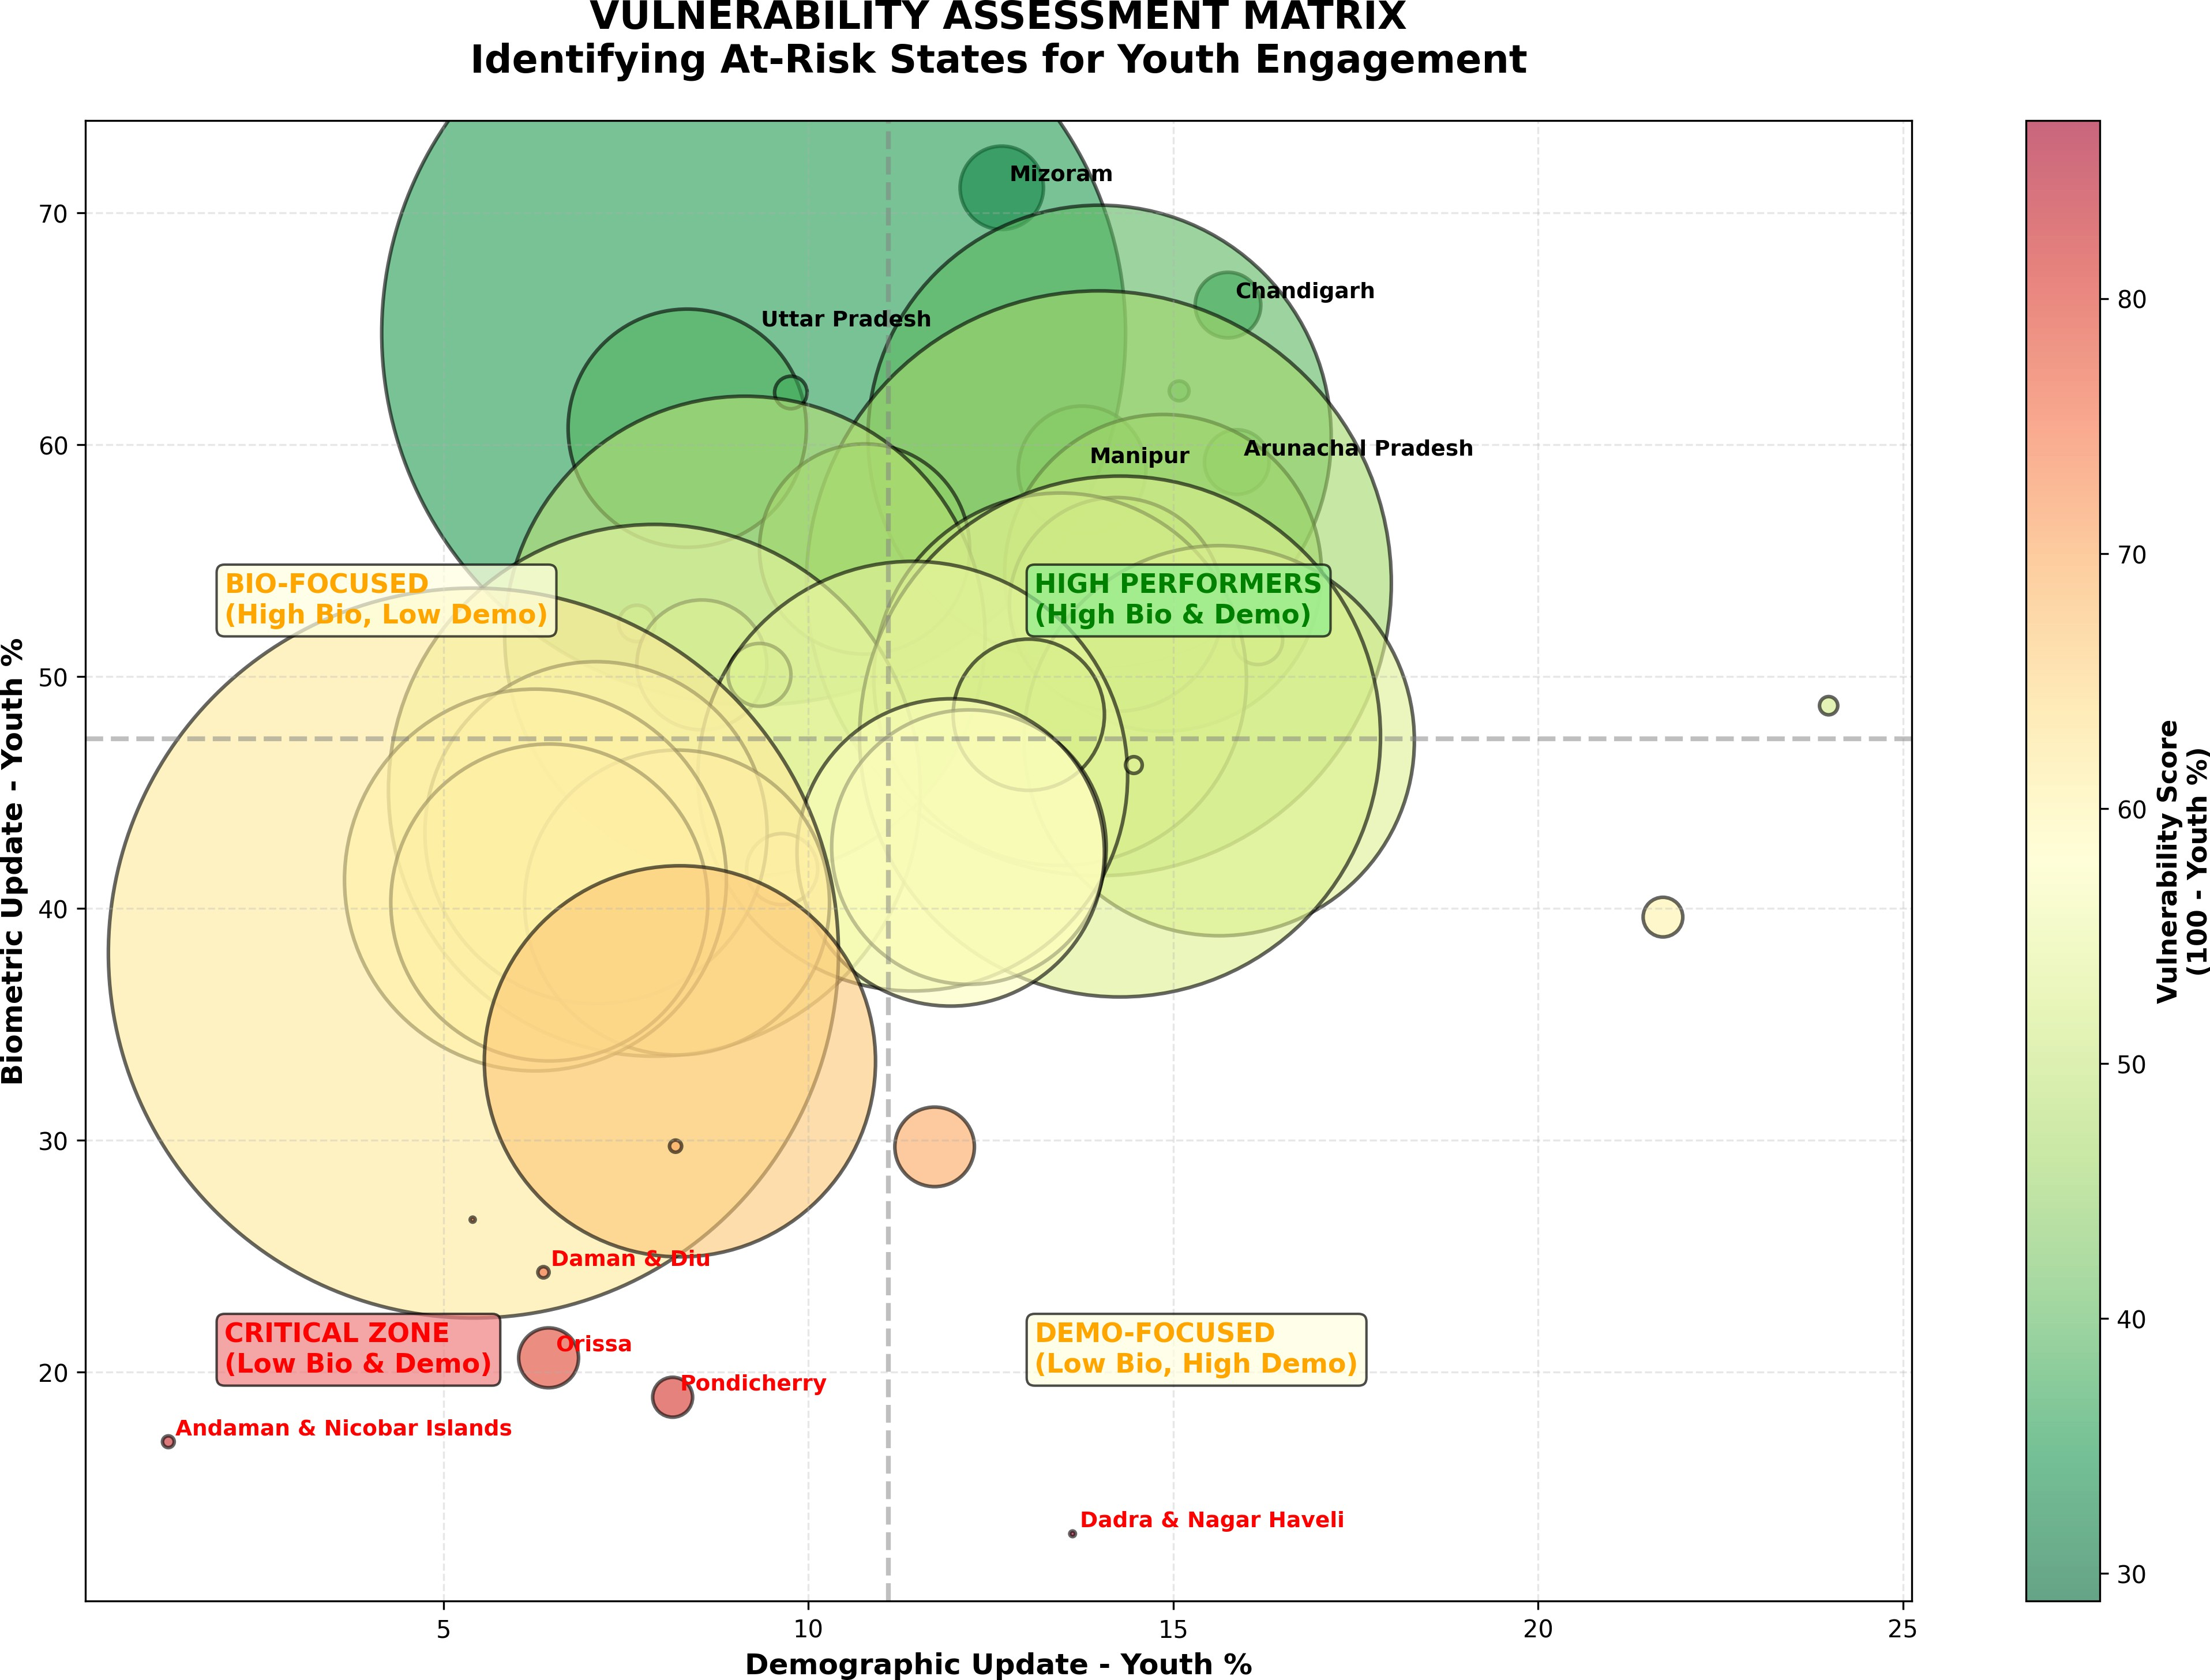 VULNERABILITY ASSESSMENT MATRIX
Identifying At-Risk States for Youth Engagement
Mizoram
Chandigarh
Uttar Pradesh
Arunachal Pradesh
Manipur
BIO-FOCUSED
(High Bio, Low Demo)
HIGH PERFORMERS
(High Bio & Demo)
Daman & Diu
CRITICAL ZONE
(Low Bio & Demo)
Orissa
Pondicherry
Andaman & Nicobar Islands
DEMO-FOCUSED
(Low Bio, High Demo)
Dadra & Nagar Haveli
70
60
50
40
30
20
Biometric Update - Youth %
5
10
15
20
25
Demographic Update - Youth %
80
70
60
50
40
30
Vulnerability Score
(100 - Youth %)